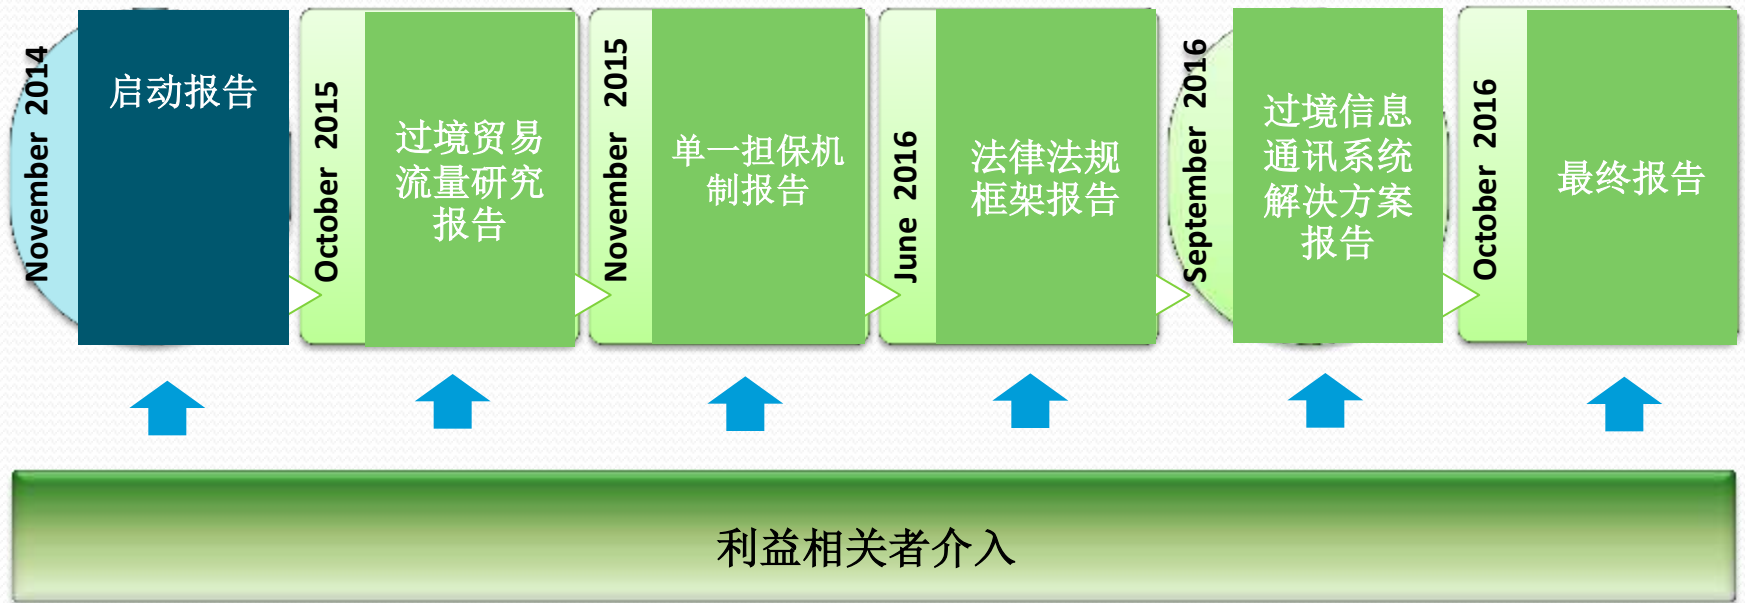 November 2014
启动报告
October 2015
过境贸易
流量研究
报告
November 2015
单一担保机
制报告
June 2016
法律法规
框架报告
September 2016
过境信息
通讯系统
解决方案
报告
October 2016
最终报告
利益相关者介入